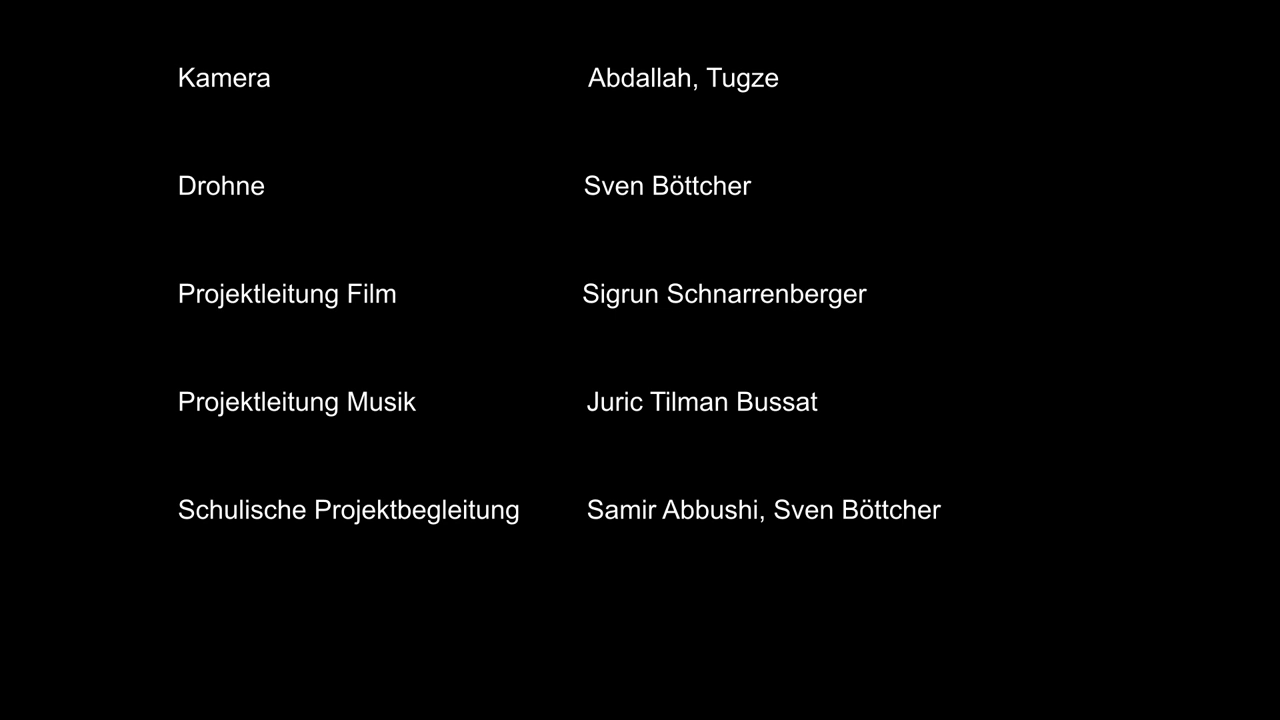 Kamera Abdallah, Tugze
Drohne Sven Böttcher
Projektleitung Film Sigrun Schnarrenberger
Projektleitung Musik Juric Tilman Bussat
Schulische Projektbegleitung Samir Abbushi, Sven Böttcher